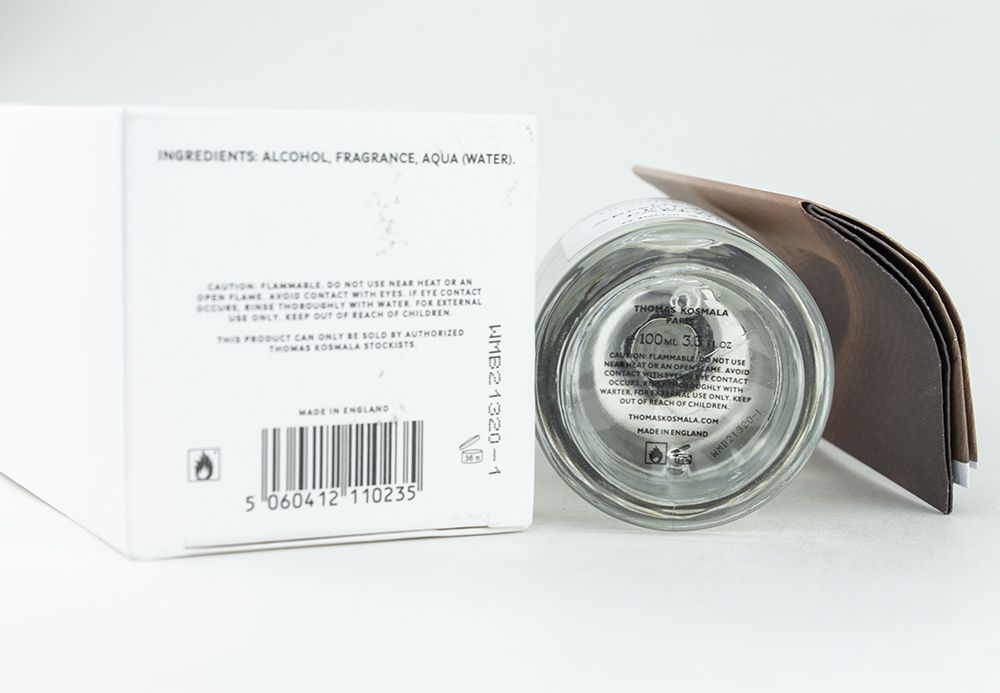 INGREDIENTS: ALCOHOL, FRAGRANCE, AQUA (WATER).
CAUTION: FLAMMABLE. DO NOT USE NEAR HEAT OR AN
OPEN FLAME. AVOID CONTACT WITH EYES. IF EYE CONTACT
OCCURS, RINSE THOROUGHLY WITH WATER. FOR EXTERNAL
USE ONLY. KEEP OUT OF REACH OF CHILDREN.
THIS PRODUCT CAN ONLY BE SOLD BY AUTHORIZED
THOMAS KOSMALA STOCKISTS.
MADE IN ENGLAND
5 060412 110235
36 m
WMB21320-1
THOMAS KOSMALA
PARIS
100 ML 3.3 FL.OZ
CAUTION: FLAMMABLE. DO NOT USE
NEAR HEAT OR AN OPEN FLAME. AVOID
CONTACT WITH EYES. IF EYE CONTACT
OCCURS, RINSE THOROUGHLY WITH
WARTER, FOR EXTERNAL USE ONLY. KEEP
OUT OF REACH OF CHILDREN.
THOMASKOSMALA.COM
MADE IN ENGLAND
WMB21320-1